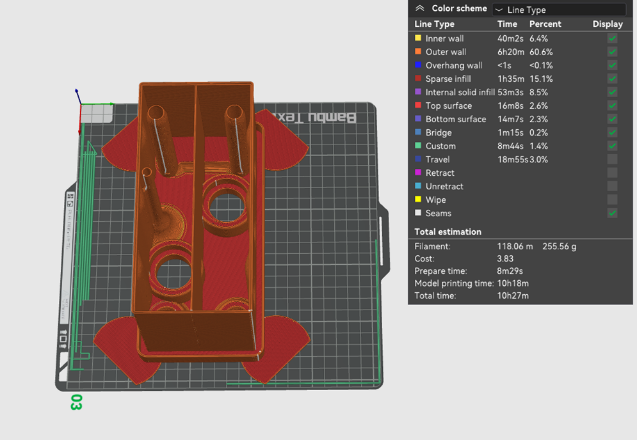 Color scheme Line Type
Line Type Time Percent Display
Inner wall 40m2s 6.4%
Outer wall 6h20m 60.6%
Overhang wall <1s <0.1%
Sparse infill 1h35m 15.1%
Internal solid infill 53m3s 8.5%
Top surface 16m8s 2.6%
Bottom surface 14m7s 2.3%
Bridge 1m15s 0.2%
Custom 8m44s 1.4%
Travel 18m55s 3.0%
Retract
Unretract
Wipe
Seams
Total estimation
Filament: 118.06 m 255.56 g
Cost: 3.83
Prepare time: 8m29s
Model printing time: 10h18m
Total time: 10h27m
Bambu Tex
03